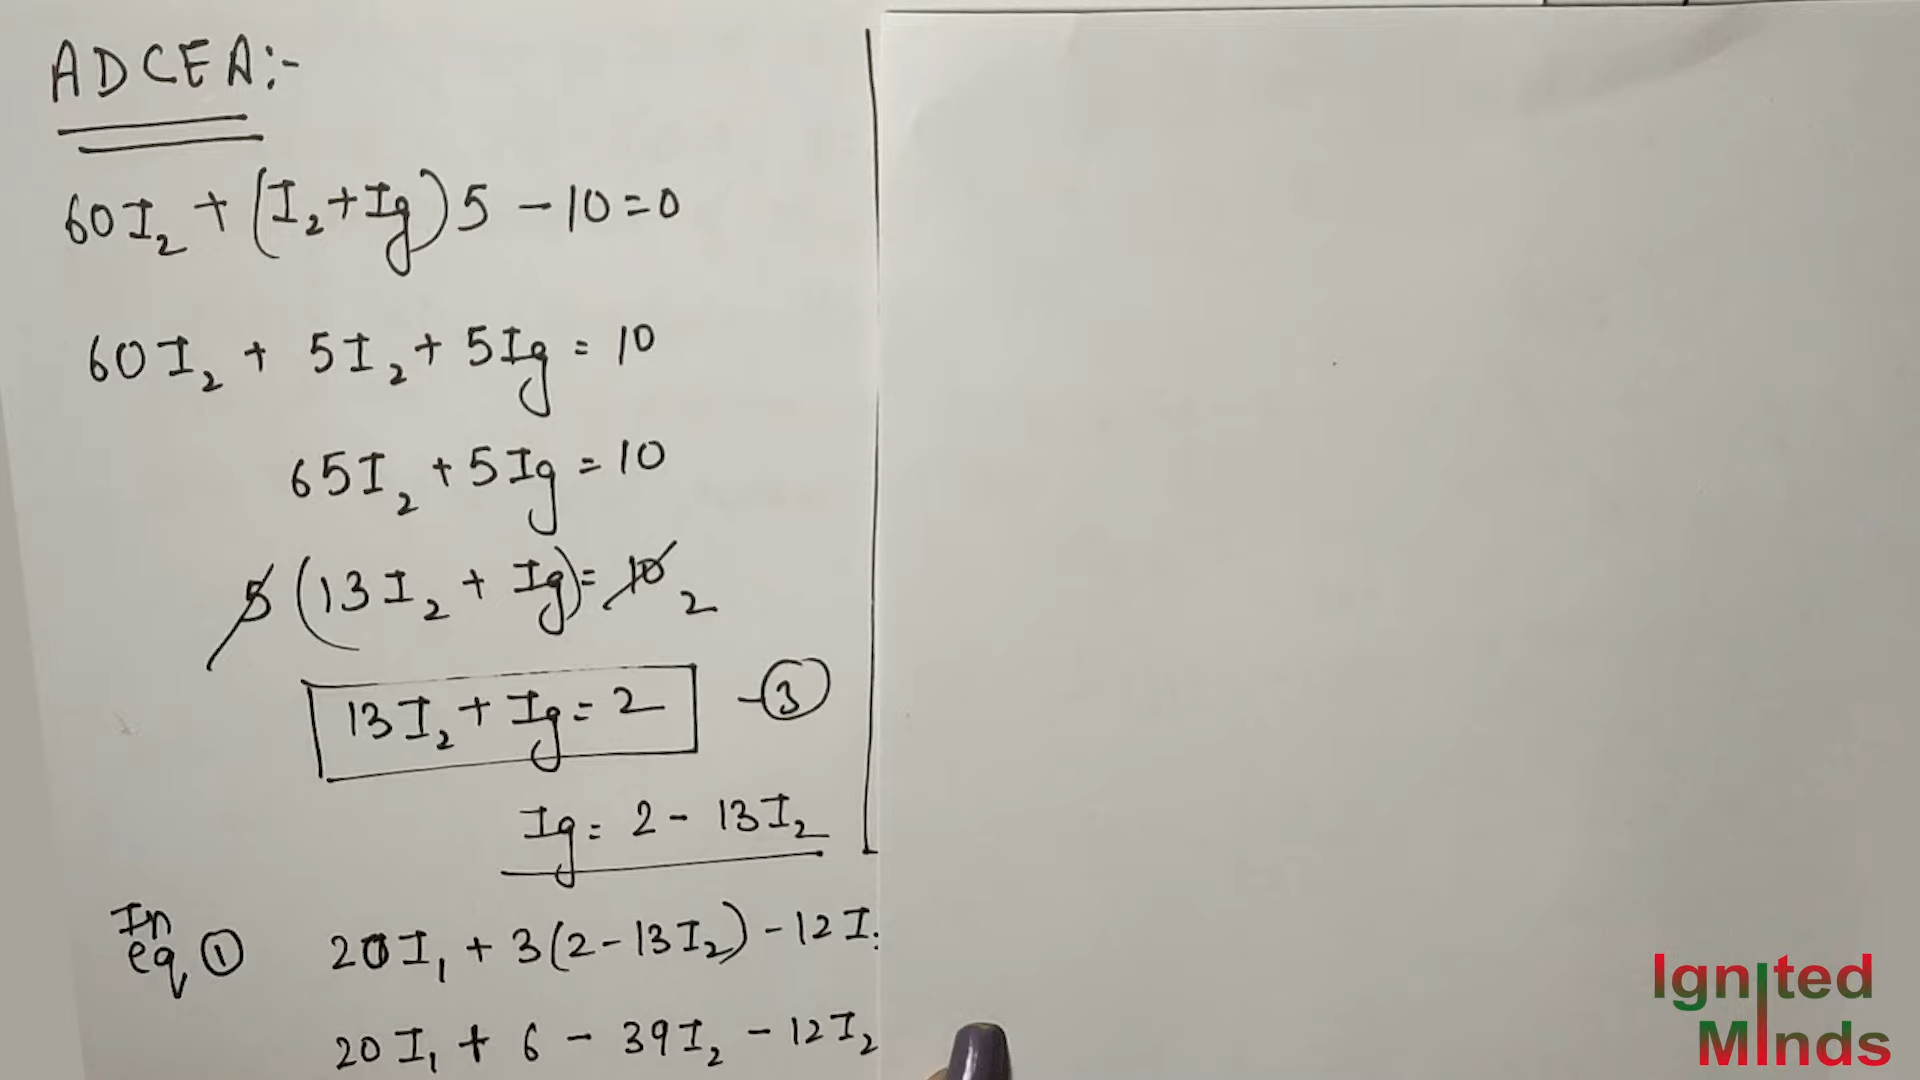 ADCEA:-
60I₂ + (I₂+Ig)5 - 10=0
60I₂ + 5I₂ + 5Ig = 10
65I₂ + 5Ig = 10
5 (13I₂ + Ig) = 10 2
13I₂ + Ig = 2 - ③
Ig = 2 - 13I₂
In eq ① 20I₁ + 3(2-13I₂) - 12I
20I₁ + 6 - 39I₂ - 12I₂
Ignited
Minds